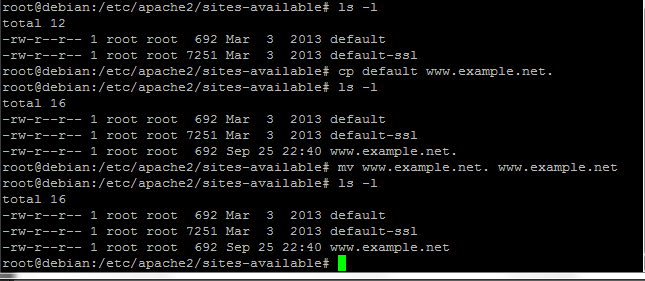 root@debian:/etc/apache2/sites-available# ls -l
total 12
-rw-r--r-- 1 root root  692 Mar  3  2013 default
-rw-r--r-- 1 root root 7251 Mar  3  2013 default-ssl
root@debian:/etc/apache2/sites-available# cp default www.example.net.
root@debian:/etc/apache2/sites-available# ls -l
total 16
-rw-r--r-- 1 root root  692 Mar  3  2013 default
-rw-r--r-- 1 root root 7251 Mar  3  2013 default-ssl
-rw-r--r-- 1 root root  692 Sep 25 22:40 www.example.net.
root@debian:/etc/apache2/sites-available# mv www.example.net. www.example.net
root@debian:/etc/apache2/sites-available# ls -l
total 16
-rw-r--r-- 1 root root  692 Mar  3  2013 default
-rw-r--r-- 1 root root 7251 Mar  3  2013 default-ssl
-rw-r--r-- 1 root root  692 Sep 25 22:40 www.example.net
root@debian:/etc/apache2/sites-available#